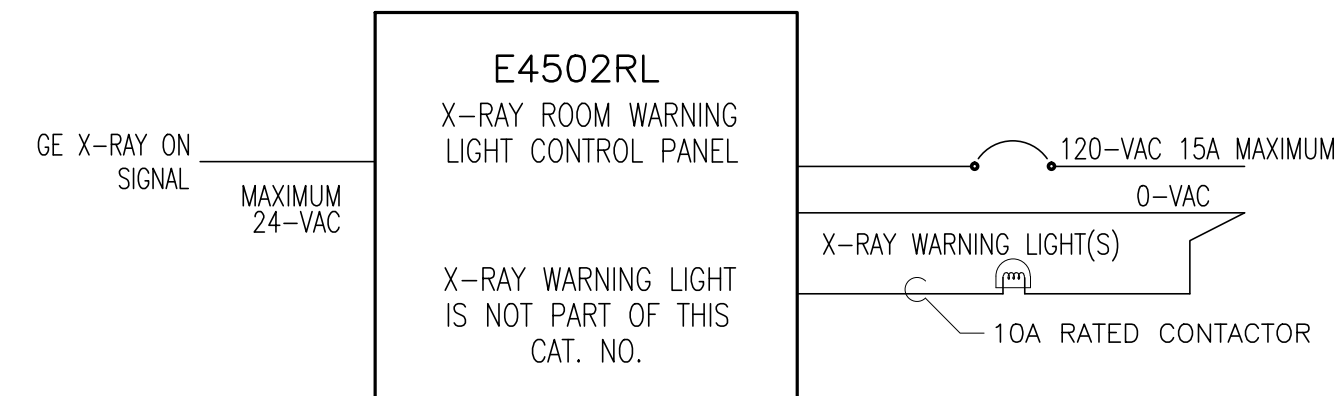 E4502RL
X-RAY ROOM WARNING
LIGHT CONTROL PANEL
GE X-RAY ON
SIGNAL
MAXIMUM
24-VAC
120-VAC 15A MAXIMUM
0-VAC
X-RAY WARNING LIGHT(S)
X-RAY WARNING LIGHT
IS NOT PART OF THIS
CAT. NO.
10A RATED CONTACTOR